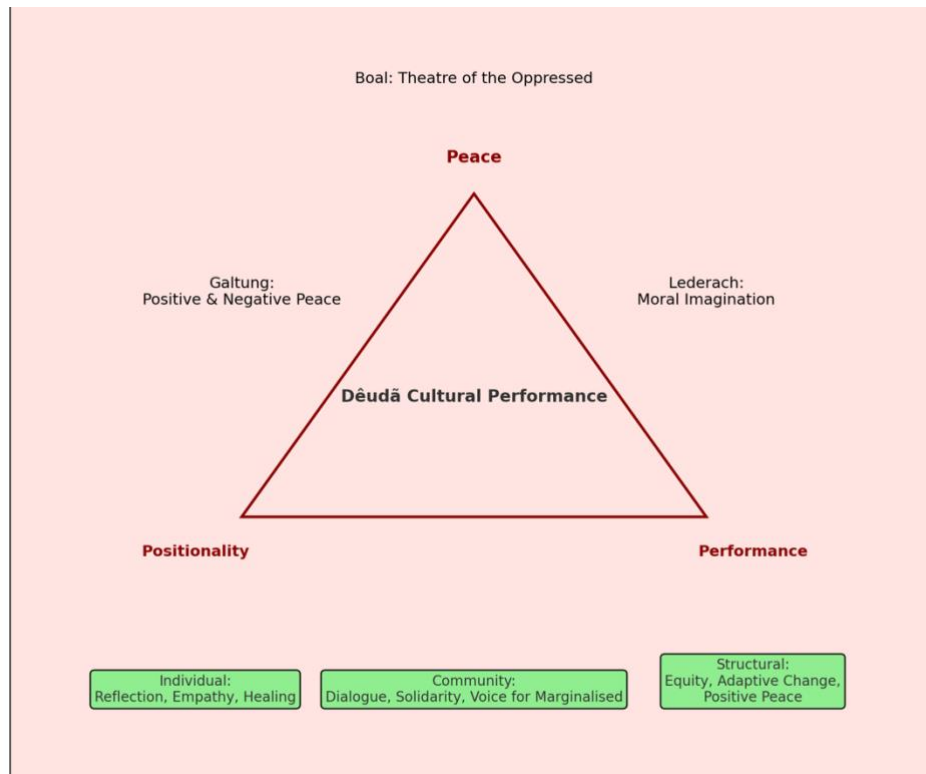 Boal: Theatre of the Oppressed
Peace
Galtung:
Positive & Negative Peace
Lederach:
Moral Imagination
Dêudã Cultural Performance
Positionality
Performance
Individual:
Reflection, Empathy, Healing
Community:
Dialogue, Solidarity, Voice for Marginalised
Structural:
Equity, Adaptive Change,
Positive Peace